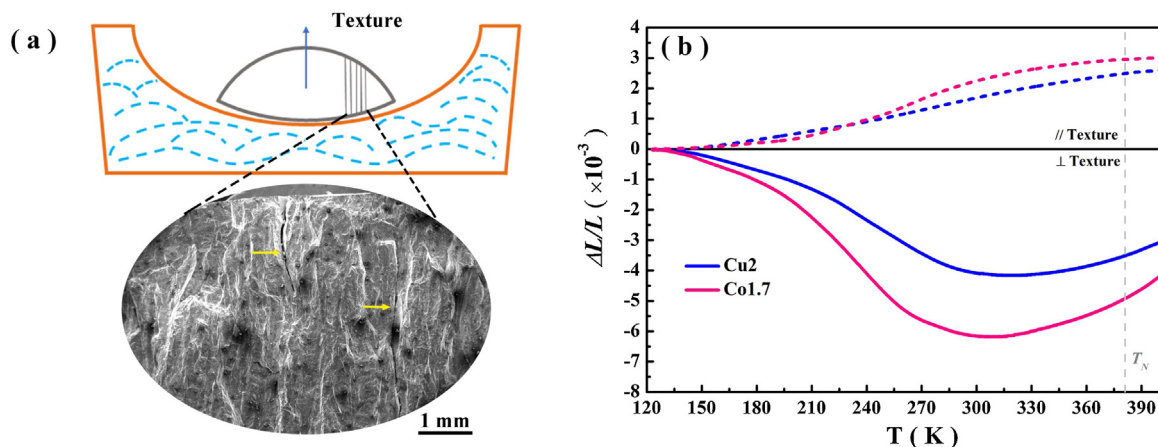 ( a )
Texture
1 mm
( b )
ΔL/L ( ×10⁻³ )
4
3
2
1
0
-1
-2
-3
-4
-5
-6
-7
-8
// Texture
⊥ Texture
Cu2
Co1.7
T_N
120 150 180 210 240 270 300 330 360 390
T ( K )